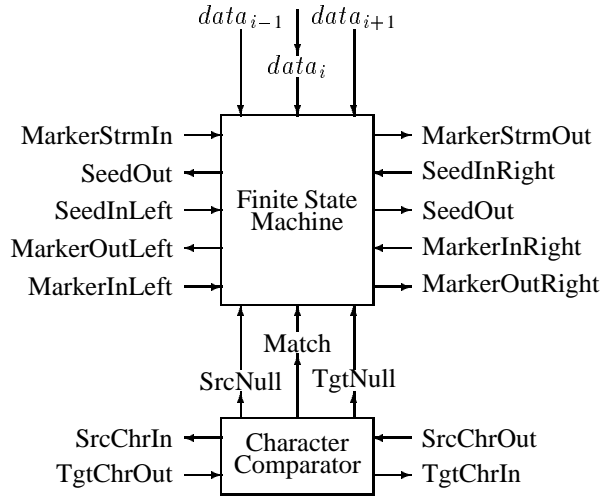 data_{i-1} data_{i+1}
data_i
MarkerStrmIn MarkerStrmOut
SeedOut SeedInRight
Finite State
SeedInLeft SeedOut
Machine
MarkerOutLeft MarkerInRight
MarkerInLeft MarkerOutRight
Match
SrcNull TgtNull
SrcChrIn Character SrcChrOut
TgtChrOut Comparator TgtChrIn